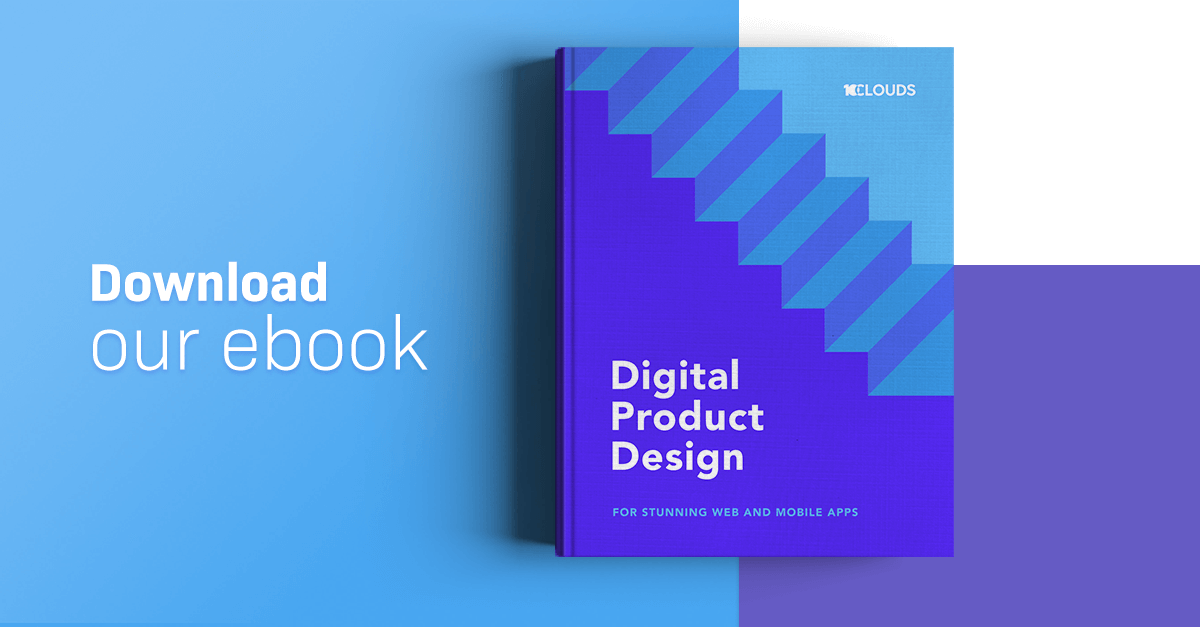 Download
our ebook
10CLOUDS
Digital
Product
Design
FOR STUNNING WEB AND MOBILE APPS